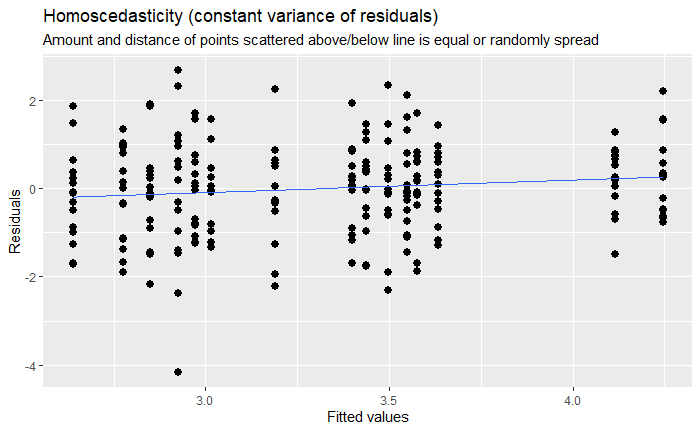 Homoscedasticity (constant variance of residuals)
Amount and distance of points scattered above/below line is equal or randomly spread
Residuals
2
0
-2
-4
3.0
3.5
4.0
Fitted values